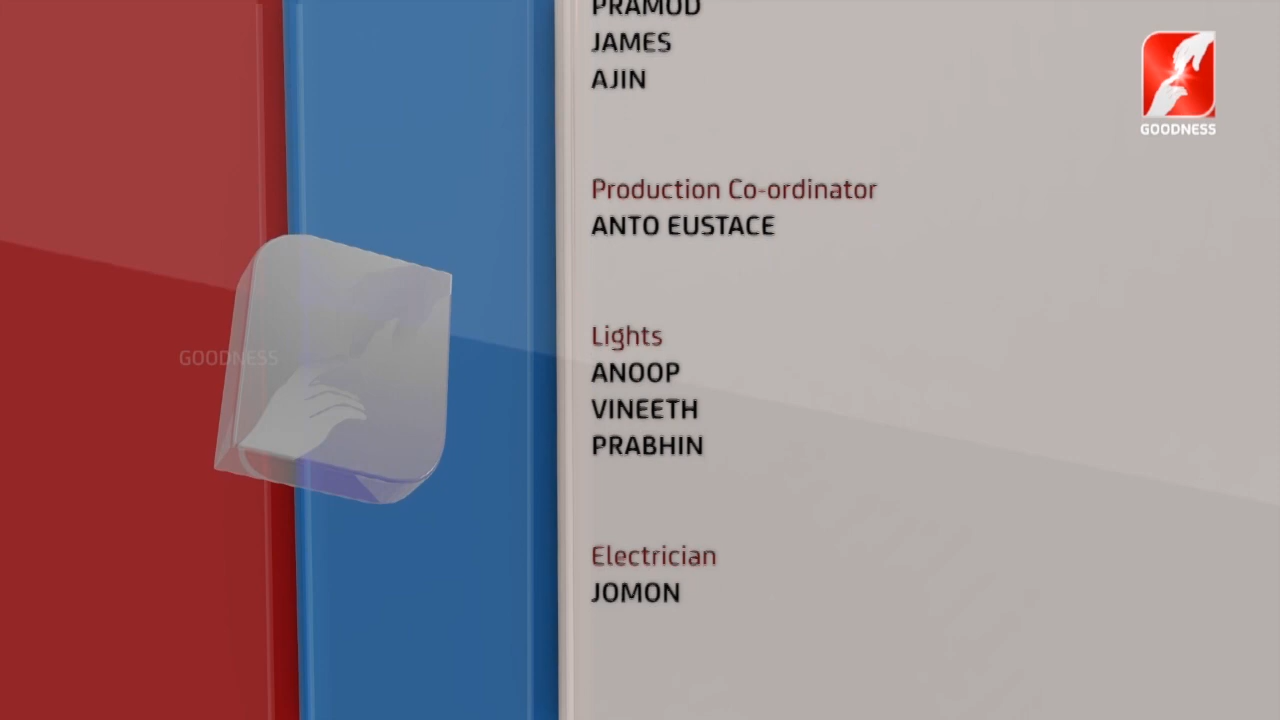 PRAMOD
JAMES
AJIN
GOODNESS
Production Co-ordinator
ANTO EUSTACE
Lights
ANOOP
VINEETH
PRABHIN
GOODNESS
Electrician
JOMON